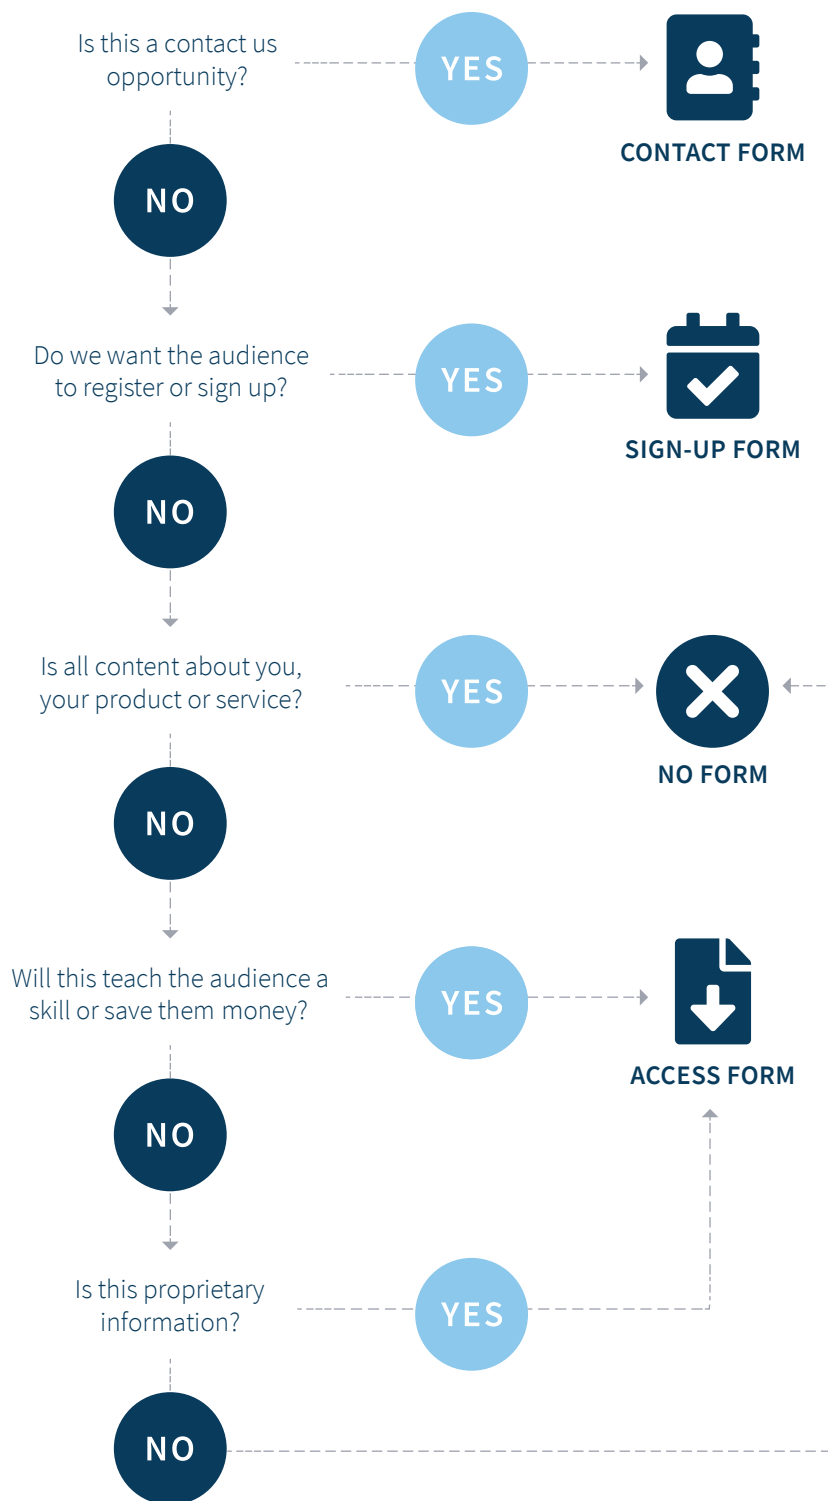 Is this a contact us
opportunity?
YES
CONTACT FORM
NO
Do we want the audience
to register or sign up?
YES
SIGN-UP FORM
NO
Is all content about you,
your product or service?
YES
NO FORM
NO
Will this teach the audience a
skill or save them money?
YES
ACCESS FORM
NO
Is this proprietary
information?
YES
NO